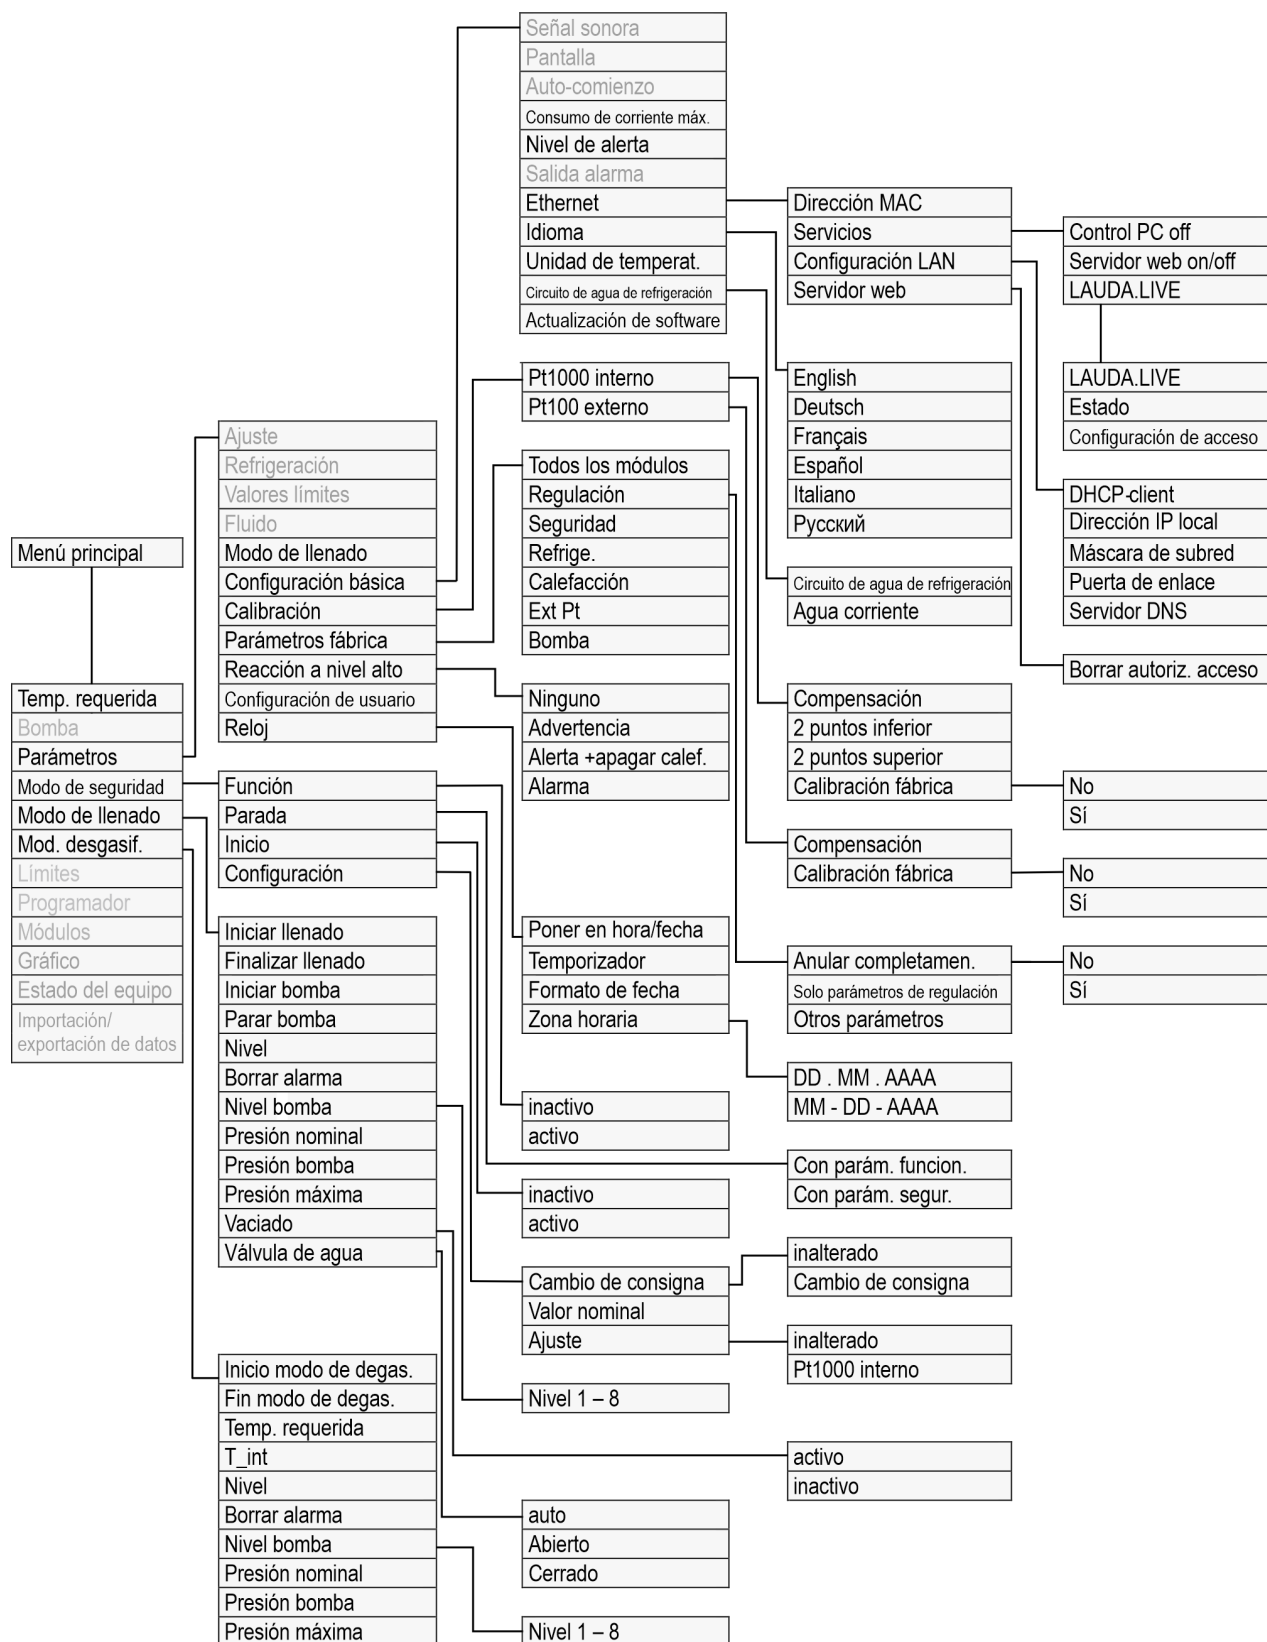 Menú principal
Temp. requerida
Bomba
Parámetros
Modo de seguridad
Modo de llenado
Mod. desgasif.
Límites
Programador
Módulos
Gráfico
Estado del equipo
Importación/
exportación de datos
Ajuste
Refrigeración
Valores límites
Fluido
Modo de llenado
Configuración básica
Calibración
Parámetros fábrica
Reacción a nivel alto
Configuración de usuario
Reloj
Función
Parada
Inicio
Configuración
Iniciar llenado
Finalizar llenado
Iniciar bomba
Parar bomba
Nivel
Borrar alarma
Nivel bomba
Presión nominal
Presión bomba
Presión máxima
Vaciado
Válvula de agua
Inicio modo de degas.
Fin modo de degas.
Temp. requerida
T_int
Nivel
Borrar alarma
Nivel bomba
Presión nominal
Presión bomba
Presión máxima
Señal sonora
Pantalla
Auto-comienzo
Consumo de corriente máx.
Nivel de alerta
Salida alarma
Ethernet
Idioma
Unidad de temperat.
Circuito de agua de refrigeración
Actualización de software
Pt1000 interno
Pt100 externo
Todos los módulos
Regulación
Seguridad
Refrige.
Calefacción
Ext Pt
Bomba
Ninguno
Advertencia
Alerta +apagar calef.
Alarma
Poner en hora/fecha
Temporizador
Formato de fecha
Zona horaria
inactivo
activo
inactivo
activo
Cambio de consigna
Valor nominal
Ajuste
Nivel 1 – 8
auto
Abierto
Cerrado
Nivel 1 – 8
Dirección MAC
Servicios
Configuración LAN
Servidor web
English
Deutsch
Français
Español
Italiano
Русский
Circuito de agua de refrigeración
Agua corriente
Compensación
2 puntos inferior
2 puntos superior
Calibración fábrica
Compensación
Calibración fábrica
Anular completamen.
Solo parámetros de regulación
Otros parámetros
DD . MM . AAAA
MM - DD - AAAA
Con parám. funcion.
Con parám. segur.
inalterado
Cambio de consigna
inalterado
Pt1000 interno
activo
inactivo
Control PC off
Servidor web on/off
LAUDA.LIVE
LAUDA.LIVE
Estado
Configuración de acceso
DHCP-client
Dirección IP local
Máscara de subred
Puerta de enlace
Servidor DNS
Borrar autoriz. acceso
No
Sí
No
Sí
No
Sí